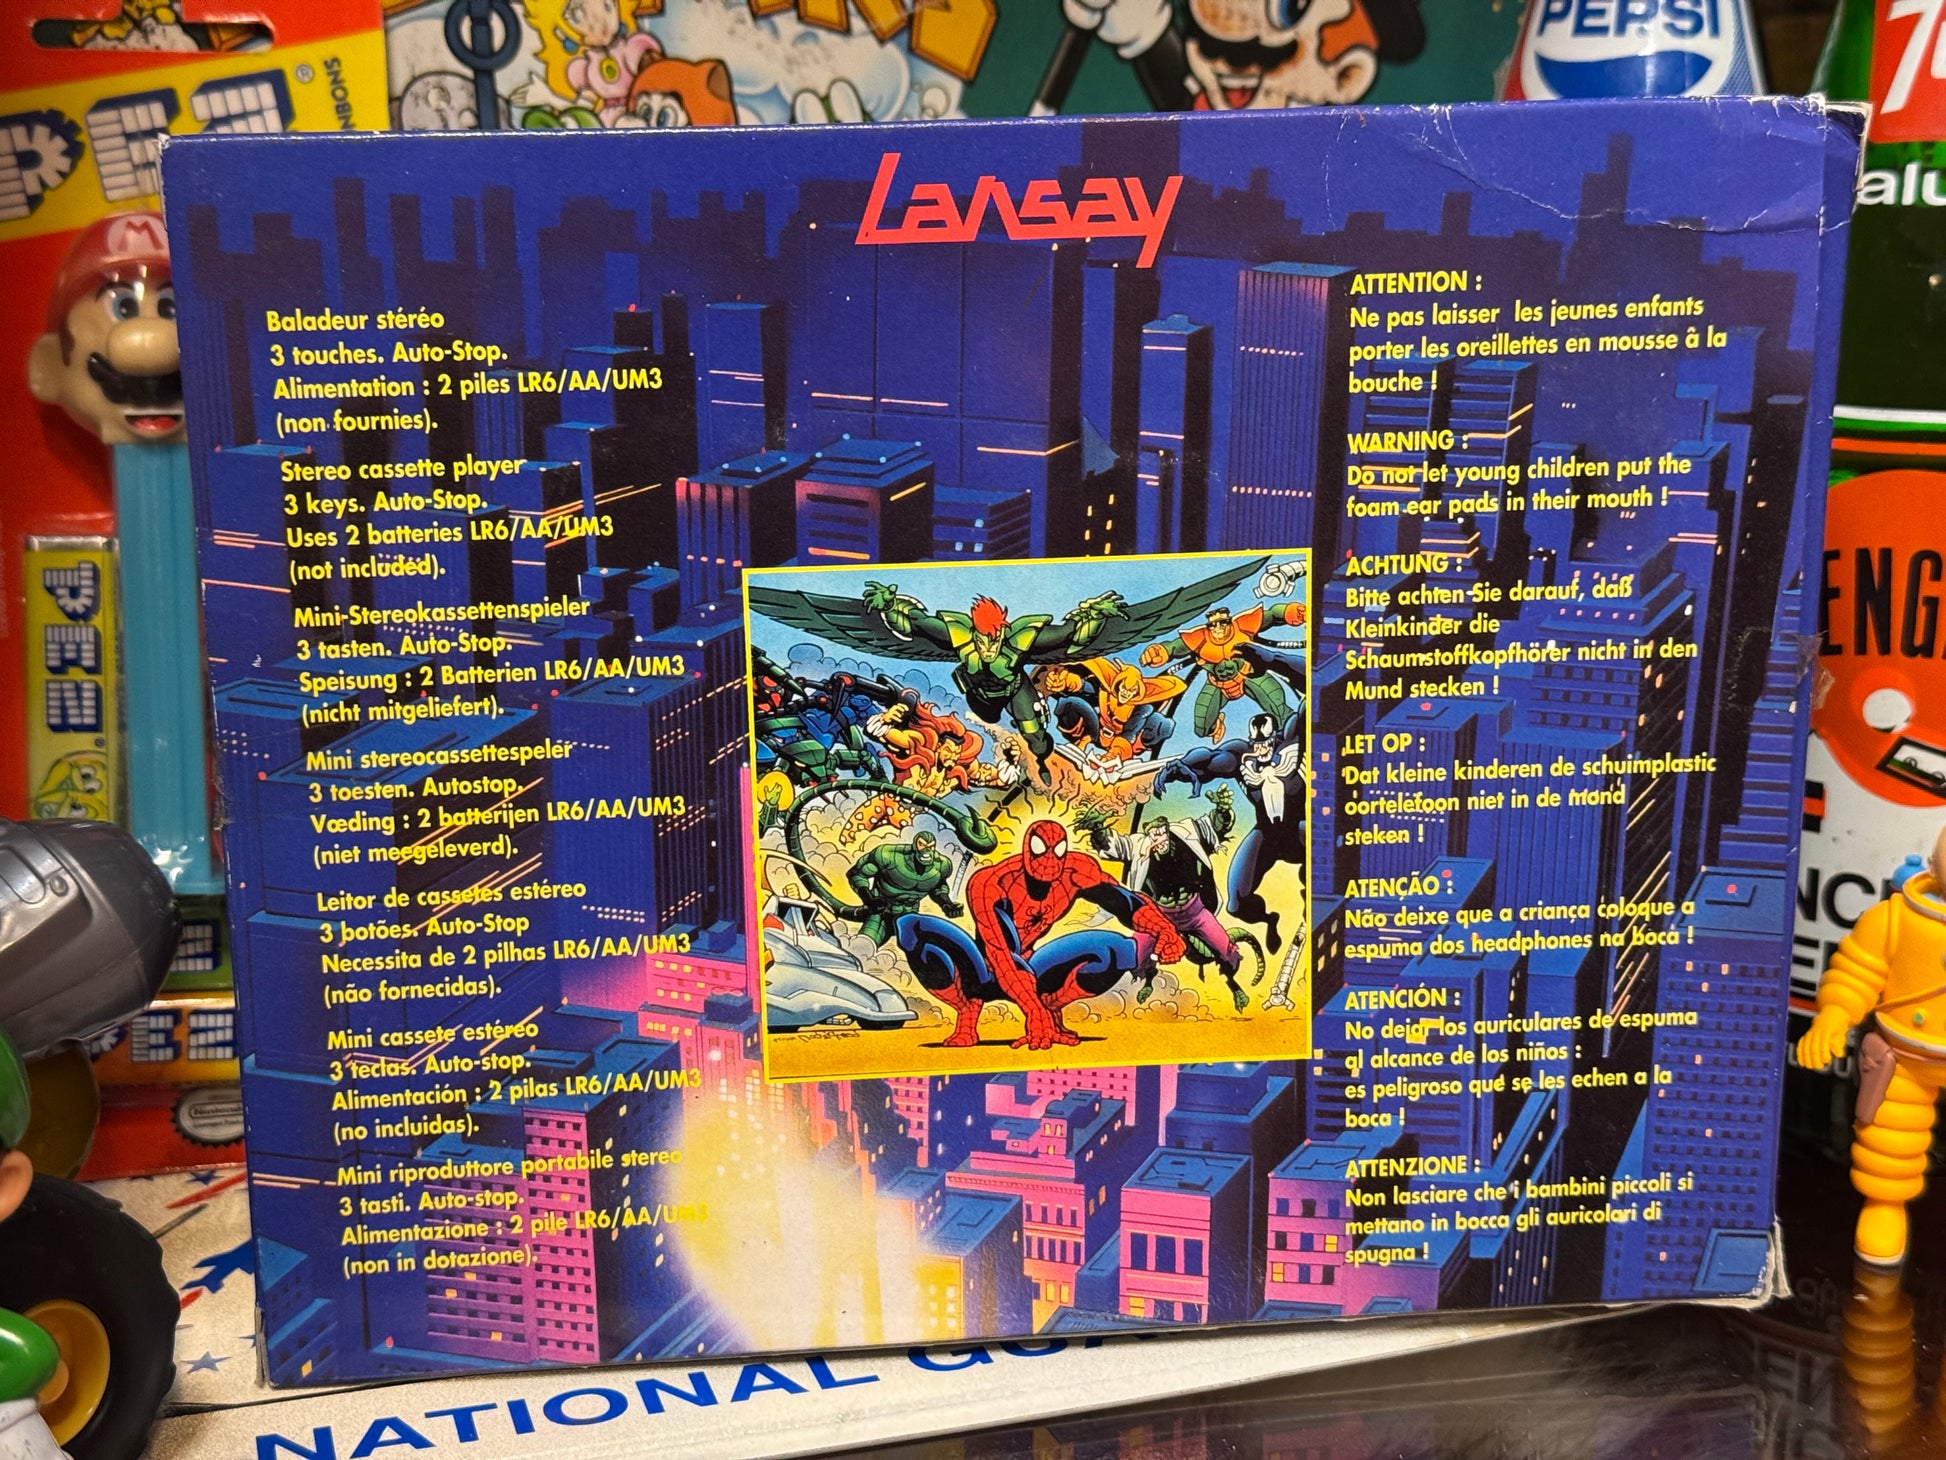 Lansay
Baladeur stéréo
3 touches. Auto-Stop.
Alimentation : 2 piles LR6/AA/UM3
(non fournies).
Stereo cassette player
3 keys. Auto-Stop.
Uses 2 batteries LR6/AA/UM3
(not included).
Mini-Stereokassettenspieler
3 tasten. Auto-Stop.
Speisung : 2 Batterien LR6/AA/UM3
(nicht mitgeliefert).
Mini stereocassettespeler
3 toesten. Autostop.
Vœding : 2 batterijen LR6/AA/UM3
(niet meegeleverd).
Leitor de cassetes estéreo
3 botões. Auto-Stop
Necessita de 2 pilhas LR6/AA/UM3
(não fornecidas).
Mini cassete estéreo
3 teclas. Auto-stop.
Alimentación : 2 pilas LR6/AA/UM3
(no incluidas).
Mini riproduttore portabile stereo
3 tasti. Auto-stop.
Alimentazione : 2 pile LR6/AA/UM3
(non in dotazione).
ATTENTION :
Ne pas laisser les jeunes enfants
porter les oreillettes en mousse â la
bouche !
WARNING :
Do not let young children put the
foam ear pads in their mouth !
ACHTUNG :
Bitte achten Sie darauf, daß
Kleinkinder die
Schaumstoffkopfhörer nicht in den
Mund stecken !
LET OP :
Dat kleine kinderen de schuimplastic
oortelefoon niet in de mond
steken !
ATENÇÃO :
Não deixe que a criança coloque a
espuma dos headphones na boca !
ATENCIÓN :
No dejar los auriculares de espuma
al alcance de los niños :
es peligroso que se les echen a la
boca !
ATTENZIONE :
Non lasciare che i bambini piccoli si
mettano in bocca gli auricolari di
spugna !
PEPSI
PEZ
NATIONAL